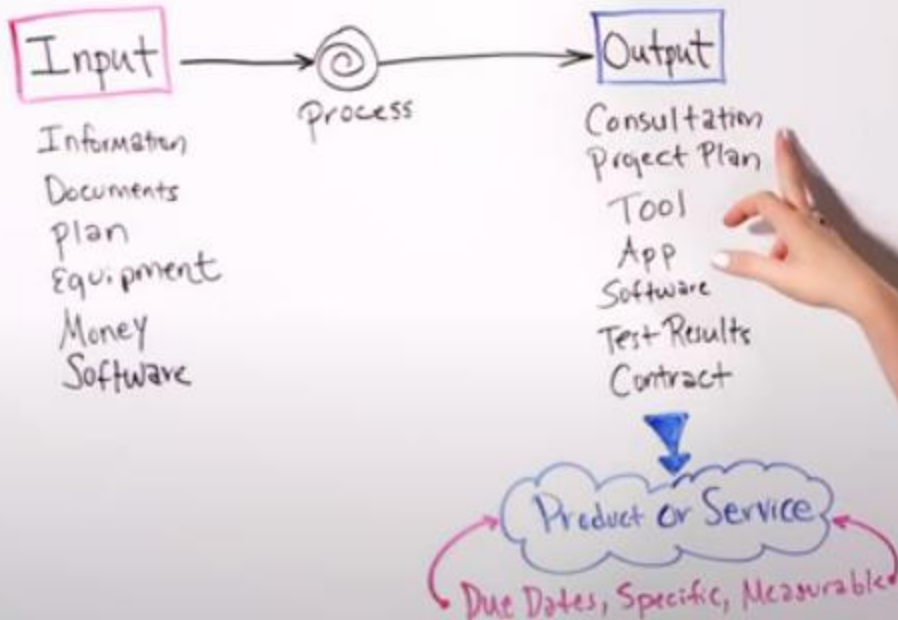 Input
process
Output
Information
Documents
plan
Equipment
Money
Software
Consultation
Project Plan
Tool
App
Software
Test Results
Contract
Product or Service
Due Dates, Specific, Measurable